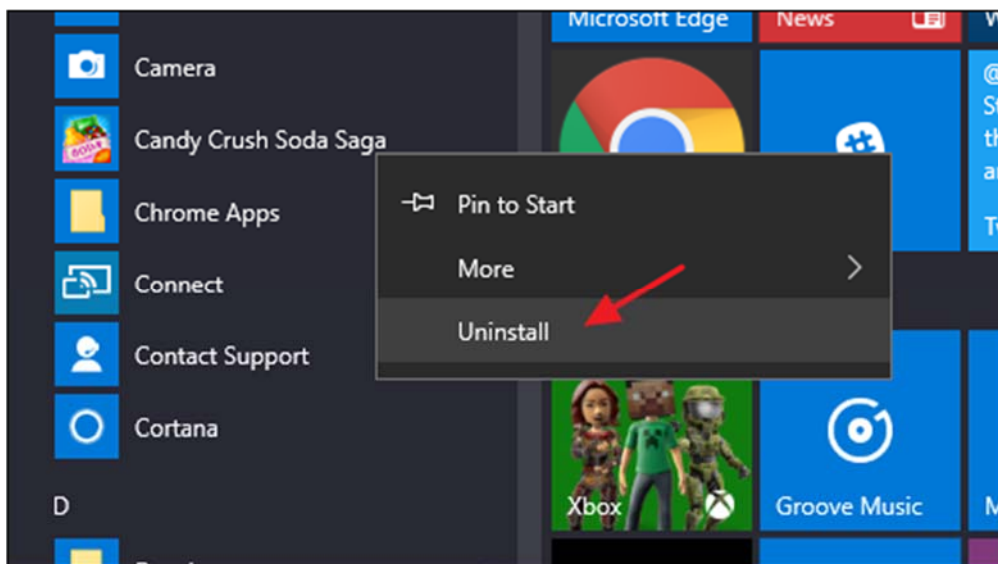 Microsoft Edge
News
Camera
@
Candy Crush Soda Saga
Pin to Start
Chrome Apps
More
Connect
Uninstall
Contact Support
Cortana
D
Xbox
Groove Music